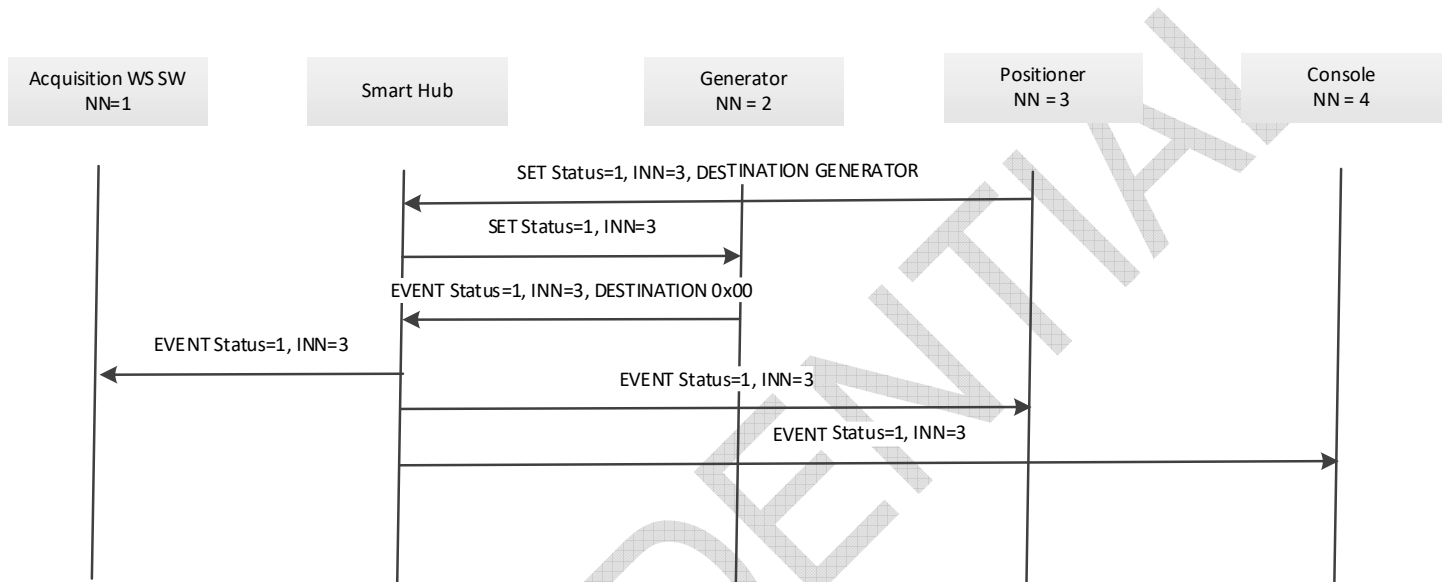 Acquisition WS SW
NN=1
Smart Hub
Generator
NN = 2
Positioner
NN = 3
Console
NN = 4
SET Status=1, INN=3, DESTINATION GENERATOR
SET Status=1, INN=3
EVENT Status=1, INN=3, DESTINATION 0x00
EVENT Status=1, INN=3
EVENT Status=1, INN=3
EVENT Status=1, INN=3
DENTIAL